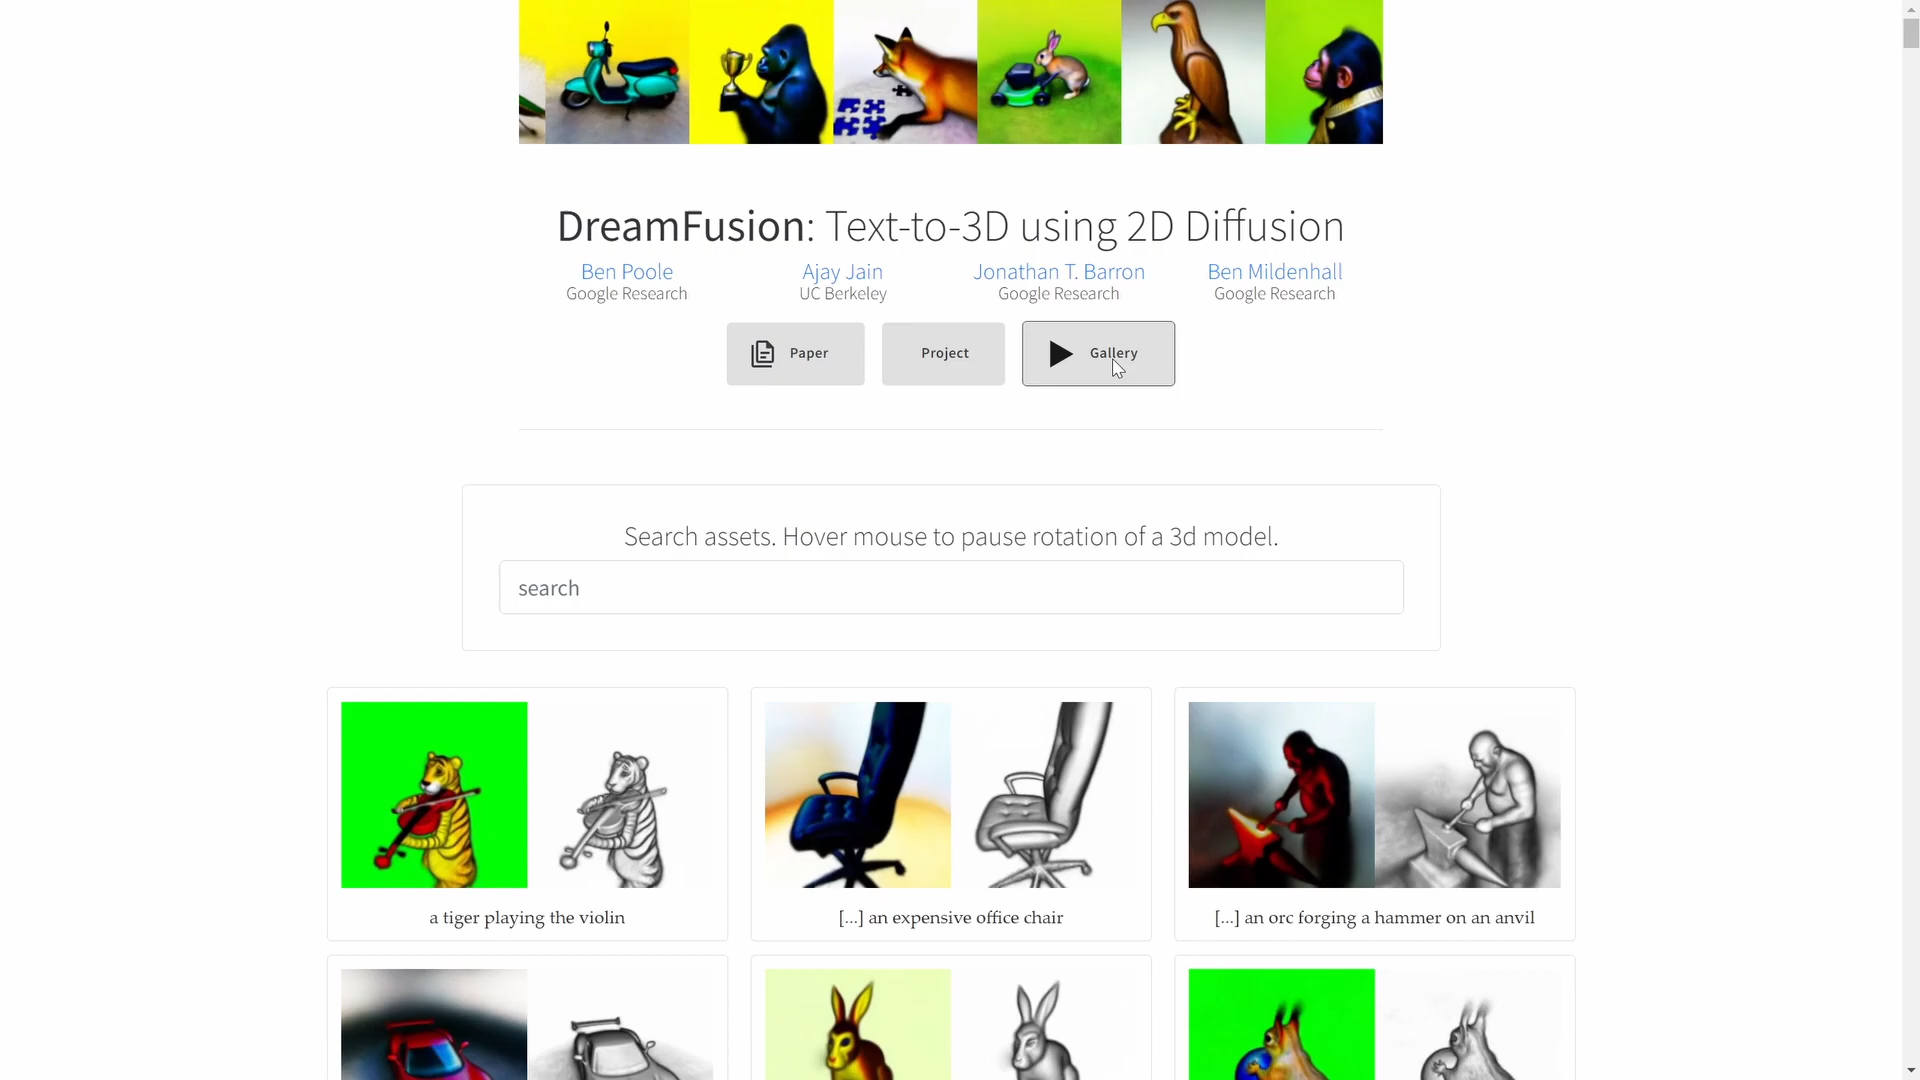 DreamFusion: Text-to-3D using 2D Diffusion
Ben Poole
Google Research
Ajay Jain
UC Berkeley
Jonathan T. Barron
Google Research
Ben Mildenhall
Google Research
Paper
Project
Gallery
Search assets. Hover mouse to pause rotation of a 3d model.
search
a tiger playing the violin
[...] an expensive office chair
[...] an orc forging a hammer on an anvil